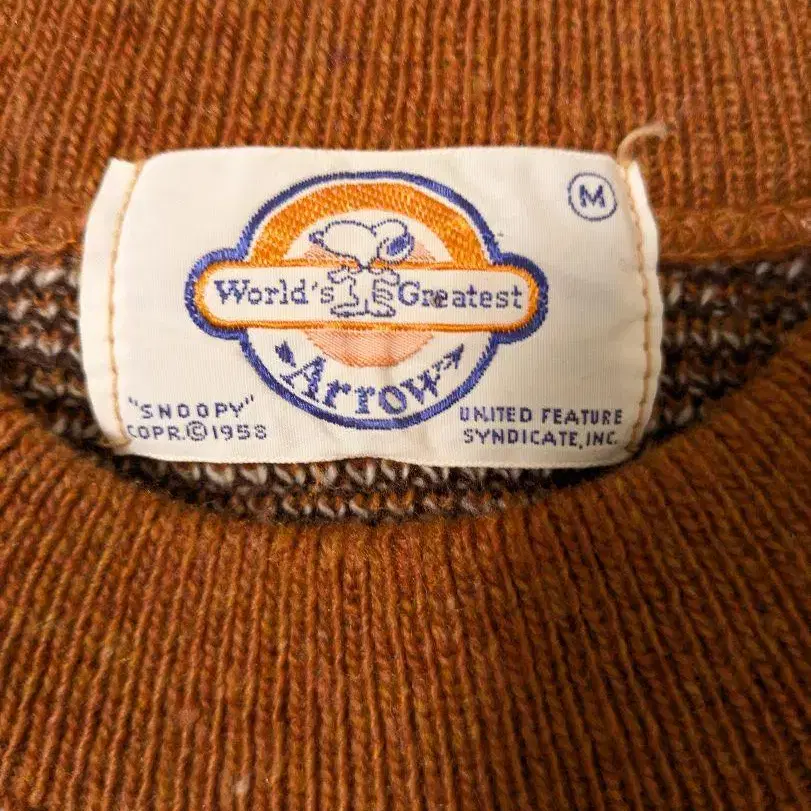 M
World's Greatest
Arrow
"SNOOPY"
COPR.©1958
UNITED FEATURE
SYNDICATE, INC.